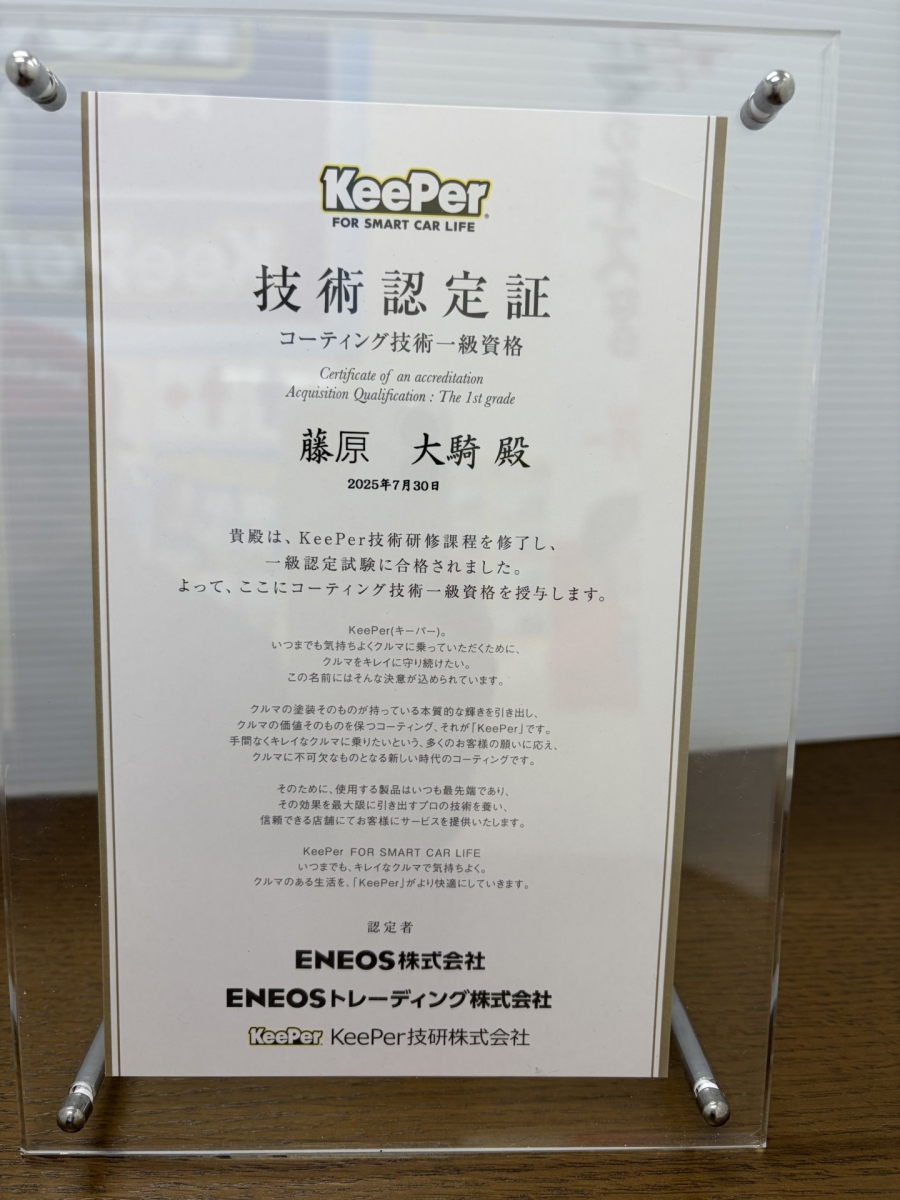 KeePer
FOR SMART CAR LIFE
技術認定証
コーティング技術一級資格
Certificate of an accreditation
Acquisition Qualification : The 1st grade
藤原　大騎 殿
2025年7月30日
貴殿は、KeePer技術研修課程を修了し、
一級認定試験に合格されました。
よって、ここにコーティング技術一級資格を授与します。
KeePer(キーパー)。
いつまでも気持ちよくクルマに乗っていただくために、
クルマをキレイに守り続けたい。
この名前にはそんな決意が込められています。
クルマの塗装そのものが持っている本質的な輝きを引き出し、
クルマの価値そのものを保つコーティング、それが「KeePer」です。
手間なくキレイなクルマに乗りたいという、多くのお客様の願いに応え、
クルマに不可欠なものとなる新しい時代のコーティングです。
そのために、使用する製品はいつも最先端であり、
その効果を最大限に引き出すプロの技術を養い、
信頼できる店舗にてお客様にサービスを提供いたします。
KeePer FOR SMART CAR LIFE
いつまでも、キレイなクルマで気持ちよく。
クルマのある生活を、「KeePer」がより快適にしていきます。
認定者
ENEOS株式会社
ENEOSトレーディング株式会社
KeePer KeePer技研株式会社